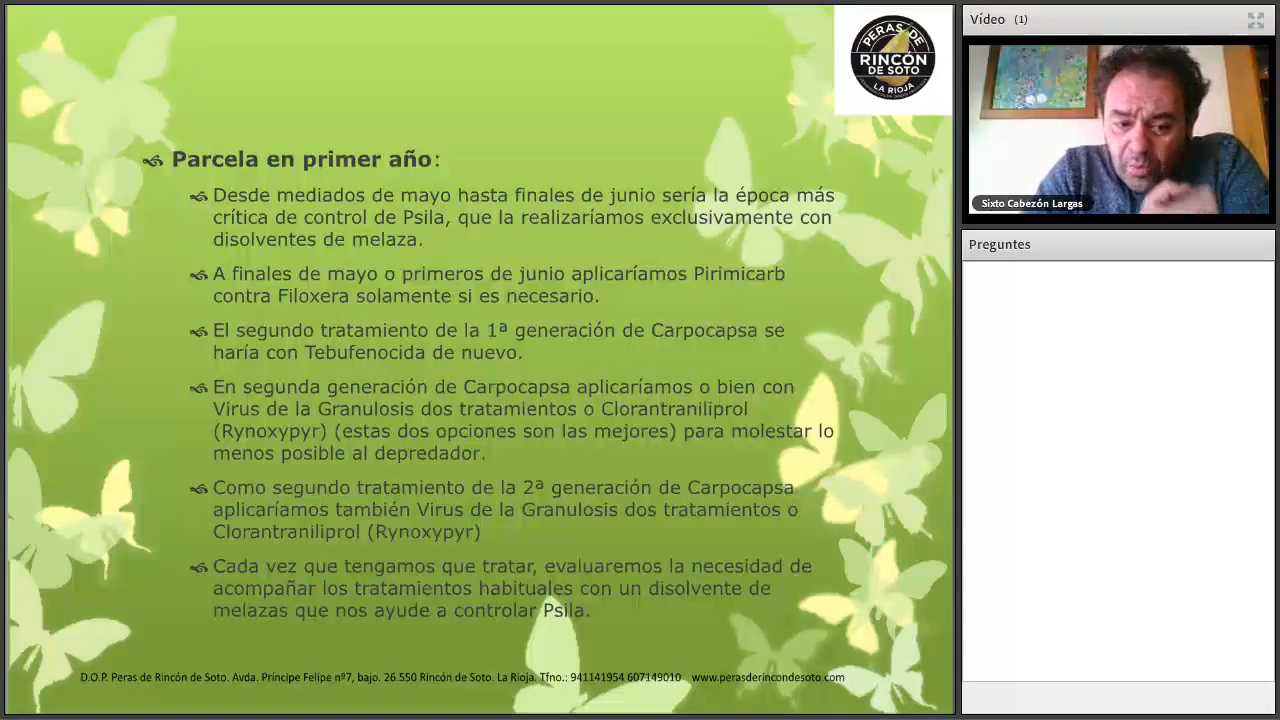 PERAS DE
RINCÓN
DE SOTO
LA RIOJA
Parcela en primer año:
Desde mediados de mayo hasta finales de junio sería la época más
crítica de control de Psila, que la realizaríamos exclusivamente con
disolventes de melaza.
A finales de mayo o primeros de junio aplicaríamos Pirimicarb
contra Filoxera solamente si es necesario.
El segundo tratamiento de la 1ª generación de Carpocapsa se
haría con Tebufenocida de nuevo.
En segunda generación de Carpocapsa aplicaríamos o bien con
Virus de la Granulosis dos tratamientos o Clorantraniliprol
(Rynoxypyr) (estas dos opciones son las mejores) para molestar lo
menos posible al depredador.
Como segundo tratamiento de la 2ª generación de Carpocapsa
aplicaríamos también Virus de la Granulosis dos tratamientos o
Clorantraniliprol (Rynoxypyr)
Cada vez que tengamos que tratar, evaluaremos la necesidad de
acompañar los tratamientos habituales con un disolvente de
melazas que nos ayude a controlar Psila.
D.O.P. Peras de Rincón de Soto. Avda. Príncipe Felipe nº7, bajo. 26.550 Rincón de Soto. La Rioja. Tfno.: 941141954 607149010 www.perasderincondesoto.com
Vídeo (1)
Sixto Cabezón Largas
Preguntes